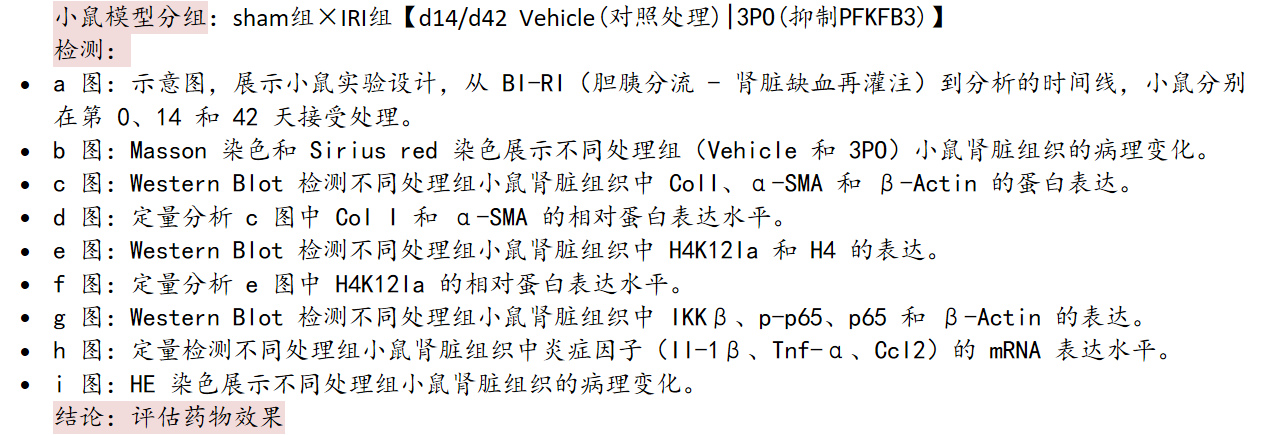 小鼠模型分组：sham组×IRI组【d14/d42 Vehicle(对照处理)|3PO(抑制PFKFB3)】
检测：
• a 图：示意图，展示小鼠实验设计，从 BI-RI（胆胰分流 - 肾脏缺血再灌注）到分析的时间线，小鼠分别
在第 0、14 和 42 天接受处理。
• b 图：Masson 染色和 Sirius red 染色展示不同处理组（Vehicle 和 3PO）小鼠肾脏组织的病理变化。
• c 图：Western Blot 检测不同处理组小鼠肾脏组织中 ColI、α-SMA 和 β-Actin 的蛋白表达。
• d 图：定量分析 c 图中 Col I 和 α-SMA 的相对蛋白表达水平。
• e 图：Western Blot 检测不同处理组小鼠肾脏组织中 H4K12la 和 H4 的表达。
• f 图：定量分析 e 图中 H4K12la 的相对蛋白表达水平。
• g 图：Western Blot 检测不同处理组小鼠肾脏组织中 IKKβ、p-p65、p65 和 β-Actin 的表达。
• h 图：定量检测不同处理组小鼠肾脏组织中炎症因子（Il-1β、Tnf-α、Ccl2）的 mRNA 表达水平。
• i 图：HE 染色展示不同处理组小鼠肾脏组织的病理变化。
结论：评估药物效果